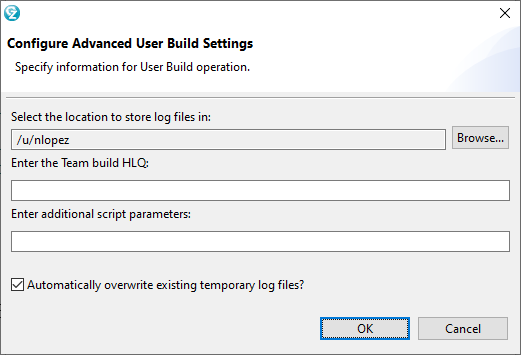 Configure Advanced User Build Settings
Specify information for User Build operation.
Select the location to store log files in:
/u/nlopez
Browse...
Enter the Team build HLQ:
Enter additional script parameters:
Automatically overwrite existing temporary log files?
OK
Cancel